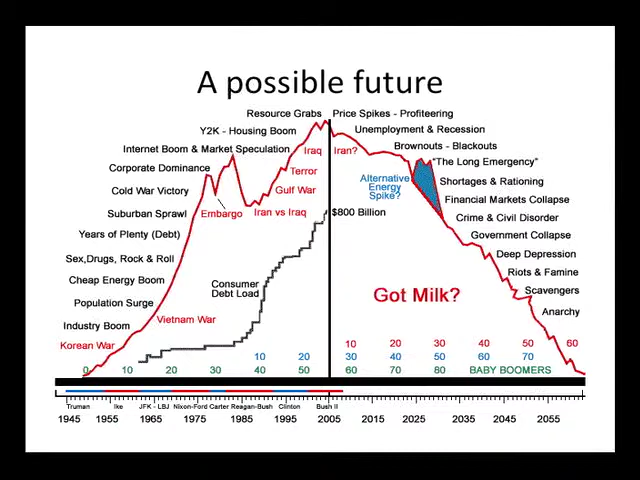 A possible future
Resource Grabs
Price Spikes - Profiteering
Y2K - Housing Boom
Unemployment & Recession
Internet Boom & Market Speculation
Iraq
Iran?
Brownouts - Blackouts
Corporate Dominance
Terror
"The Long Emergency"
Cold War Victory
Gulf War
Alternative
Energy
Spike?
Shortages & Rationing
Suburban Sprawl
Embargo
Iran vs Iraq
$800 Billion
Financial Markets Collapse
Crime & Civil Disorder
Years of Plenty (Debt)
Government Collapse
Sex,Drugs, Rock & Roll
Deep Depression
Cheap Energy Boom
Consumer
Debt Load
Riots & Famine
Population Surge
Got Milk?
Scavengers
Industry Boom
Vietnam War
Anarchy
Korean War
10 20 30 40 50 60
10 20 30 40 50 60 70
0 10 20 30 40 50 60 70 80 BABY BOOMERS
Truman Ike JFK - LBJ Nixon-Ford Carter Reagan-Bush Clinton Bush II
1945 1955 1965 1975 1985 1995 2005 2015 2025 2035 2045 2055